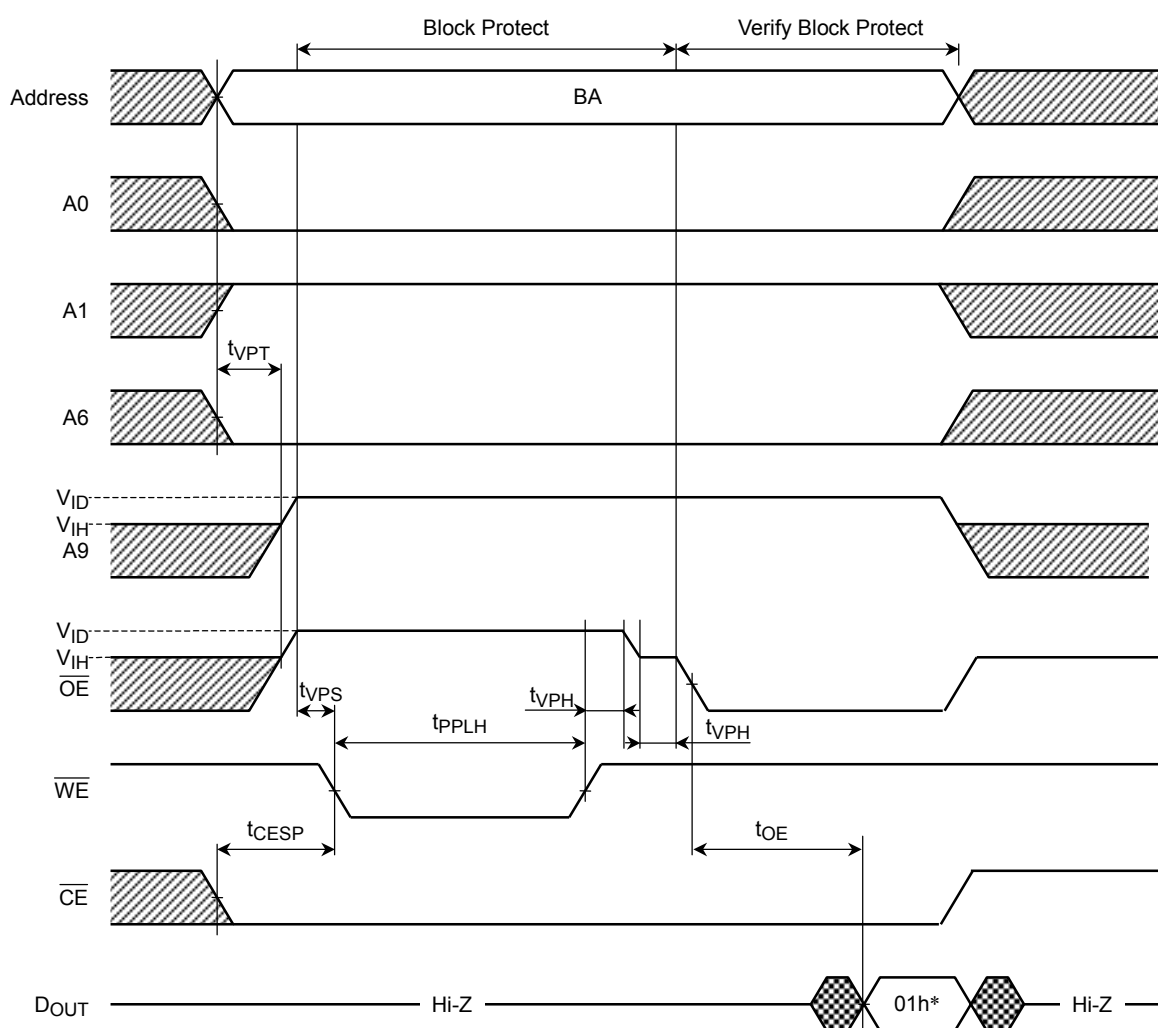 Block Protect
Verify Block Protect
Address
BA
A0
A1
tVPT
A6
VID
VIH
A9
VID
VIH
OE
tVPS
tVPH
tPPLH
tVPH
WE
tCESP
tOE
CE
DOUT
Hi-Z
01h*
Hi-Z